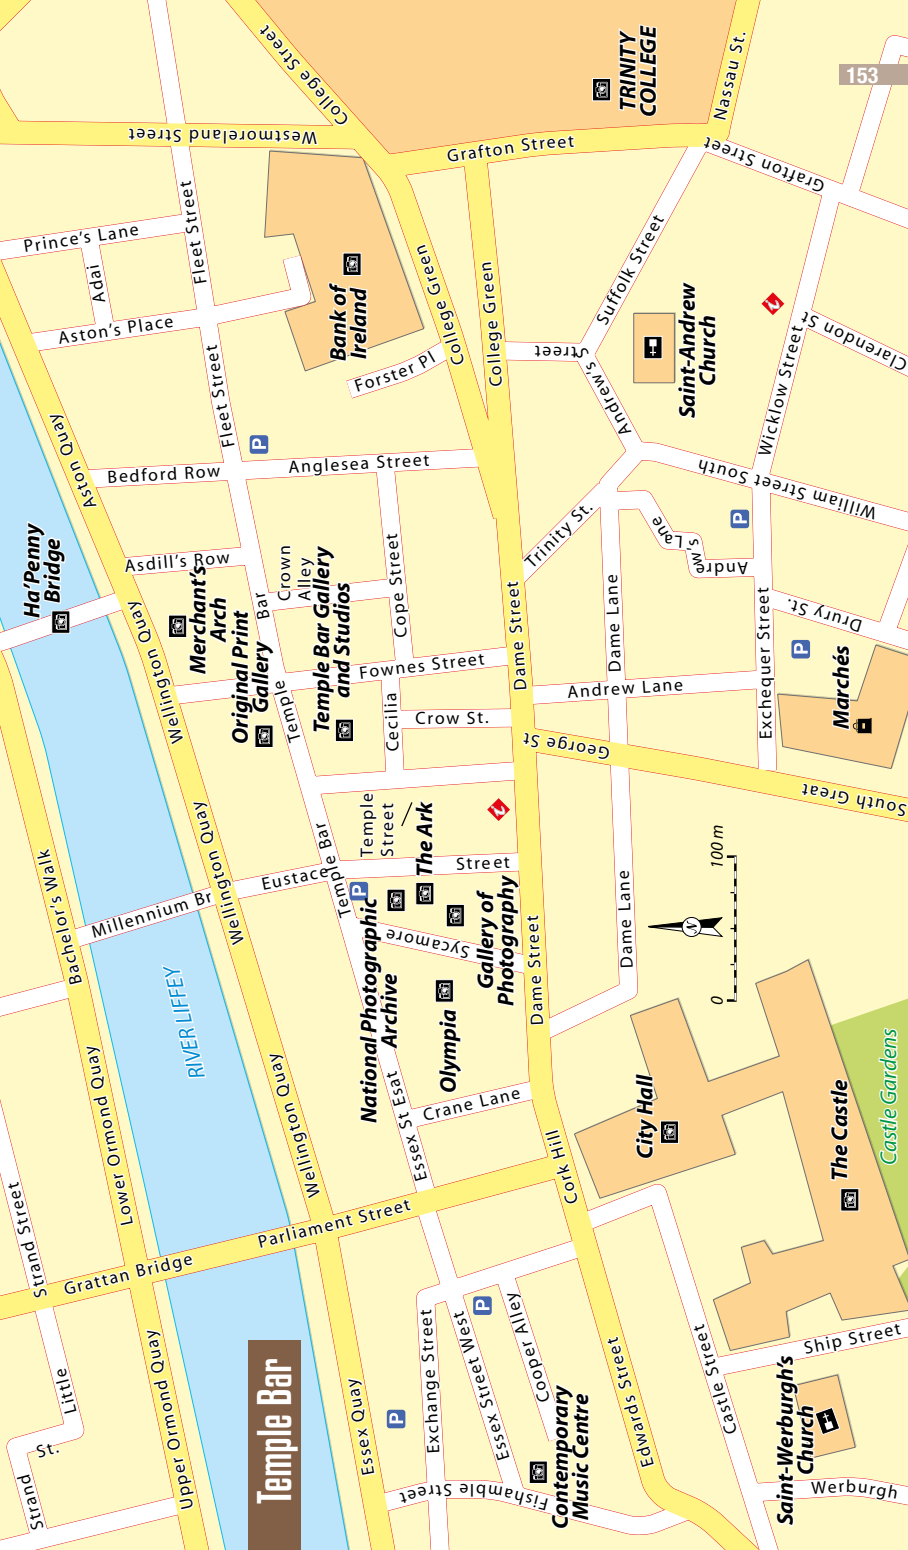 Temple Bar
153
TRINITY
COLLEGE
Nassau St.
College Street
Westmoreland Street
Grafton Street
Grafton Street
Fleet Street
Prince's Lane
Adai
Aston's Place
Bank of
Ireland
Forster Pl
College Green
College Green
Suffolk Street
Saint-Andrew
Church
Andrew's
Street
Wicklow Street
Clarendon St
Fleet Street
Aston Quay
Bedford Row
Anglesea Street
William Street South
Trinity St.
Andrew's Lane
Ha'Penny
Bridge
Asdill's Row
Merchant's
Arch
Crown
Alley
Cope Street
Temple Bar
Original Print
Gallery
Temple Bar Gallery
and Studios
Fownes Street
Cecilia
Crow St.
Dame Street
Dame Lane
Andrew Lane
Exchequer Street
Drury St.
Marchés
South Great
George St
Wellington Quay
Wellington Quay
Wellington Quay
Bachelor's Walk
Millennium Br
Eustace
Street
Temple Bar
Temple
Street
The Ark
National Photographic
Archive
Sycamore
Gallery of
Photography
Olympia
Dame Street
Dame Lane
0
100 m
N
RIVER LIFFEY
Lower Ormond Quay
Essex St Esat
Crane Lane
City Hall
The Castle
Castle Gardens
Cork Hill
Parliament Street
Grattan Bridge
Strand Street
Little
Strand
St.
Upper Ormond Quay
Essex Quay
Exchange Street
Essex Street West
Cooper Alley
Contemporary
Music Centre
Fishamble Street
Edwards Street
Castle Street
Ship Street
Saint-Werburgh's
Church
Werburgh
P
P
P
P
P
P
i
i